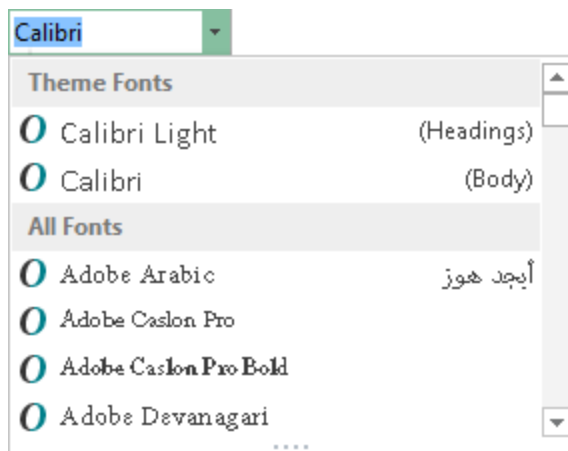 Calibri
Theme Fonts
Calibri Light (Headings)
Calibri (Body)
All Fonts
Adobe Arabic أيجد هوز
Adobe Caslon Pro
Adobe Caslon Pro Bold
Adobe Devanagari